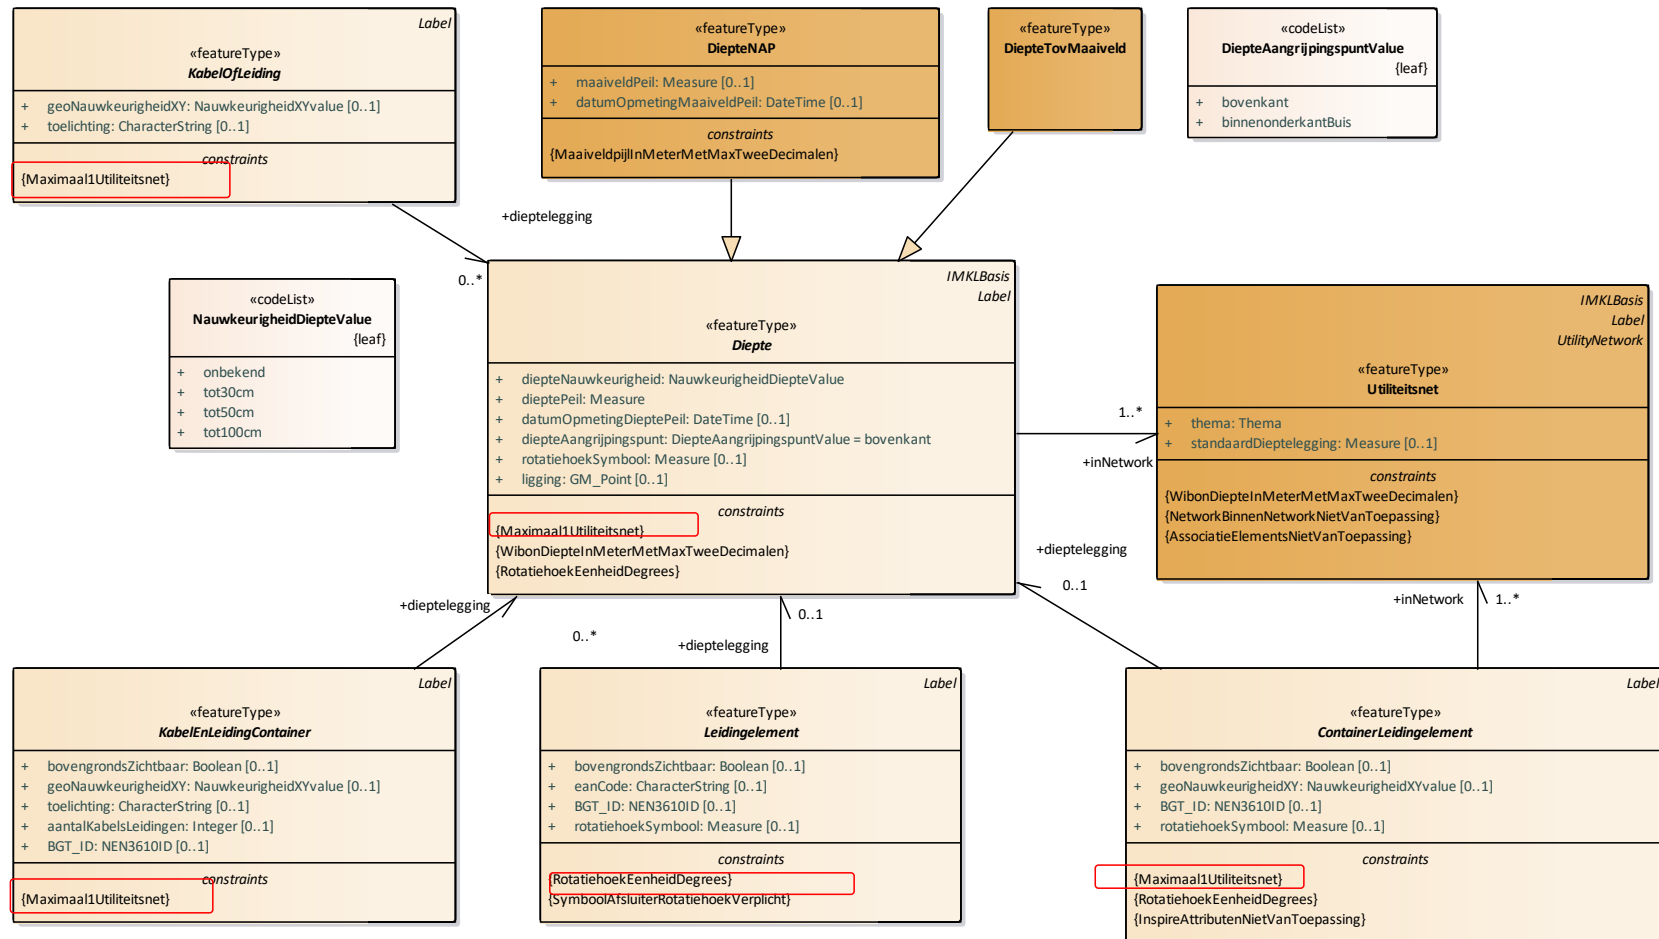 Label
«featureType»
KabelOfLeiding
+ geoNauwkeurigheidXY: NauwkeurigheidXYvalue [0..1]
+ toelichting: CharacterString [0..1]
constraints
{Maximaal1Utiliteitsnet}
«featureType»
DiepteNAP
+ maaiveldPeil: Measure [0..1]
+ datumOpmetingMaaiveldPeil: DateTime [0..1]
constraints
{MaaiveldpijlInMeterMetMaxTweeDecimalen}
«featureType»
DiepteTovMaaiveld
«codeList»
DiepteAangrijpingspuntValue
{leaf}
+ bovenkant
+ binnenonderkantBuis
+dieptelegging
0..*
«codeList»
NauwkeurigheidDiepteValue
{leaf}
+ onbekend
+ tot30cm
+ tot50cm
+ tot100cm
IMKLBasis
Label
«featureType»
Diepte
+ diepteNauwkeurigheid: NauwkeurigheidDiepteValue
+ dieptePeil: Measure
+ datumOpmetingDieptePeil: DateTime [0..1]
+ diepteAangrijpingspunt: DiepteAangrijpingspuntValue = bovenkant
+ rotatiehoekSymbool: Measure [0..1]
+ ligging: GM_Point [0..1]
constraints
{Maximaal1Utiliteitsnet}
{WibonDiepteInMeterMetMaxTweeDecimalen}
{RotatiehoekEenheidDegrees}
1..*
+inNetwork
IMKLBasis
Label
UtilityNetwork
«featureType»
Utiliteitsnet
+ thema: Thema
+ standaardDieptelegging: Measure [0..1]
constraints
{WibonDiepteInMeterMetMaxTweeDecimalen}
{NetworkBinnenNetworkNietVanToepassing}
{AssociatieElementsNietVanToepassing}
+dieptelegging
0..1
+inNetwork
1..*
+dieptelegging
0..*
0..1
+dieptelegging
Label
«featureType»
KabelEnLeidingContainer
+ bovengrondsZichtbaar: Boolean [0..1]
+ geoNauwkeurigheidXY: NauwkeurigheidXYvalue [0..1]
+ toelichting: CharacterString [0..1]
+ aantalKabelsLeidingen: Integer [0..1]
+ BGT_ID: NEN3610ID [0..1]
constraints
{Maximaal1Utiliteitsnet}
Label
«featureType»
Leidingelement
+ bovengrondsZichtbaar: Boolean [0..1]
+ eanCode: CharacterString [0..1]
+ BGT_ID: NEN3610ID [0..1]
+ rotatiehoekSymbool: Measure [0..1]
constraints
{RotatiehoekEenheidDegrees}
{SymboolAfsluiterRotatiehoekVerplicht}
Label
«featureType»
ContainerLeidingelement
+ bovengrondsZichtbaar: Boolean [0..1]
+ geoNauwkeurigheidXY: NauwkeurigheidXYvalue [0..1]
+ BGT_ID: NEN3610ID [0..1]
+ rotatiehoekSymbool: Measure [0..1]
constraints
{Maximaal1Utiliteitsnet}
{RotatiehoekEenheidDegrees}
{InspireAttributenNietVanToepassing}